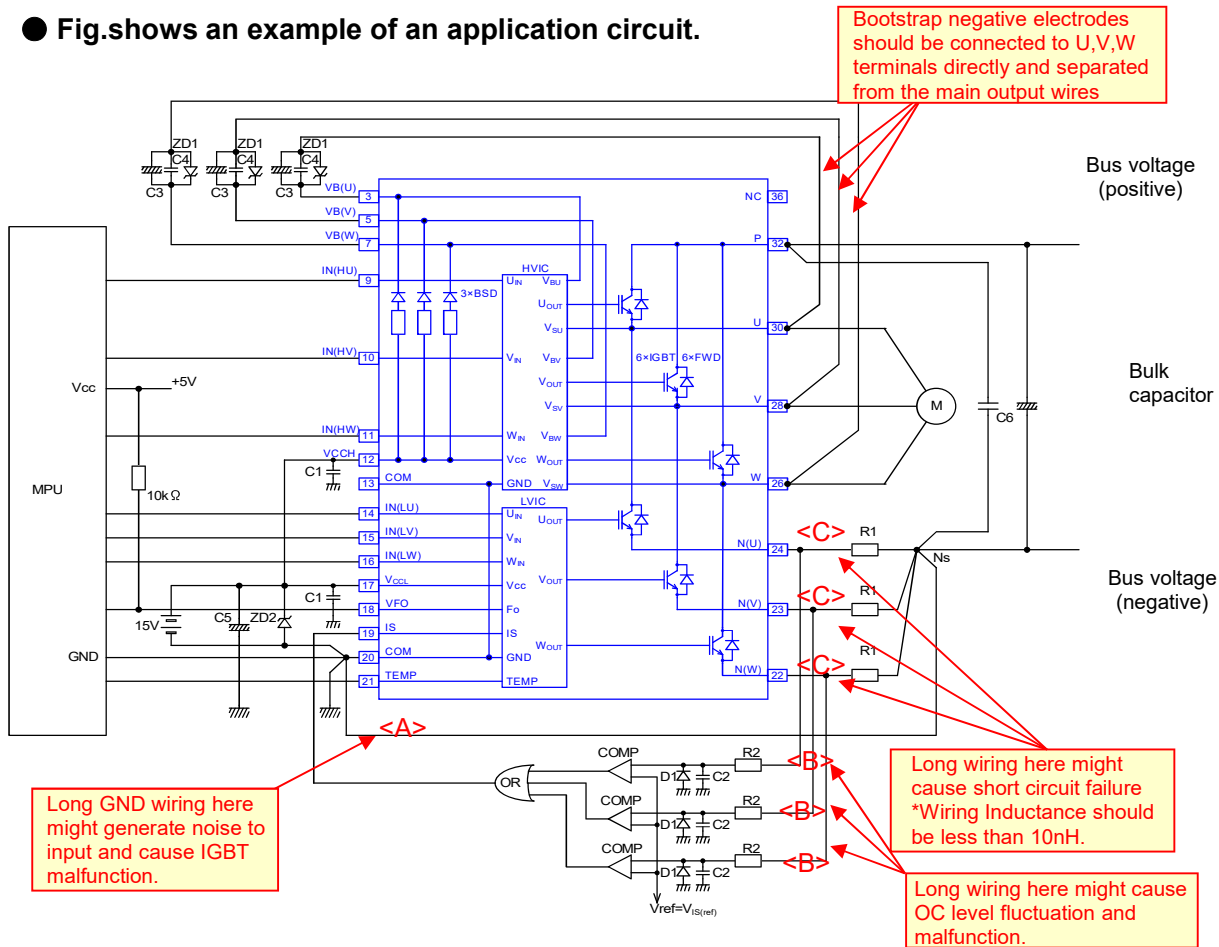 ● Fig.shows an example of an application circuit.
Bootstrap negative electrodes
should be connected to U,V,W
terminals directly and separated
from the main output wires
Bus voltage
(positive)
Bulk
capacitor
Bus voltage
(negative)
ZD1
C4
C3
ZD1
C4
C3
ZD1
C4
C3
VB(U)
3
VB(V)
5
VB(W)
7
IN(HU)
9
IN(HV)
10
IN(HW)
11
VCCH
12
COM
13
IN(LU)
14
IN(LV)
15
IN(LW)
16
VCCL
17
VFO
18
IS
19
COM
20
TEMP
21
MPU
Vcc
+5V
10kΩ
GND
15V
C5
ZD2
C1
C1
3×BSD
HVIC
UIN
VBU
UOUT
VSU
VIN
VBV
VOUT
VSV
WIN
VBW
Vcc
WOUT
GND
VSW
6×IGBT 6×FWD
LVIC
UIN
UOUT
VIN
WIN
Vcc
VOUT
Fo
IS
GND
WOUT
TEMP
NC
36
P
32
U
30
V
28
W
26
N(U)
24
N(V)
23
N(W)
22
M
C6
Ns
<C>
R1
<C>
R1
<C>
R1
<A>
OR
COMP
D1
C2
R2
<B>
COMP
D1
C2
R2
<B>
COMP
D1
C2
R2
<B>
Vref=VIS(ref)
Long GND wiring here
might generate noise to
input and cause IGBT
malfunction.
Long wiring here might
cause short circuit failure
*Wiring Inductance should
be less than 10nH.
Long wiring here might cause
OC level fluctuation and
malfunction.